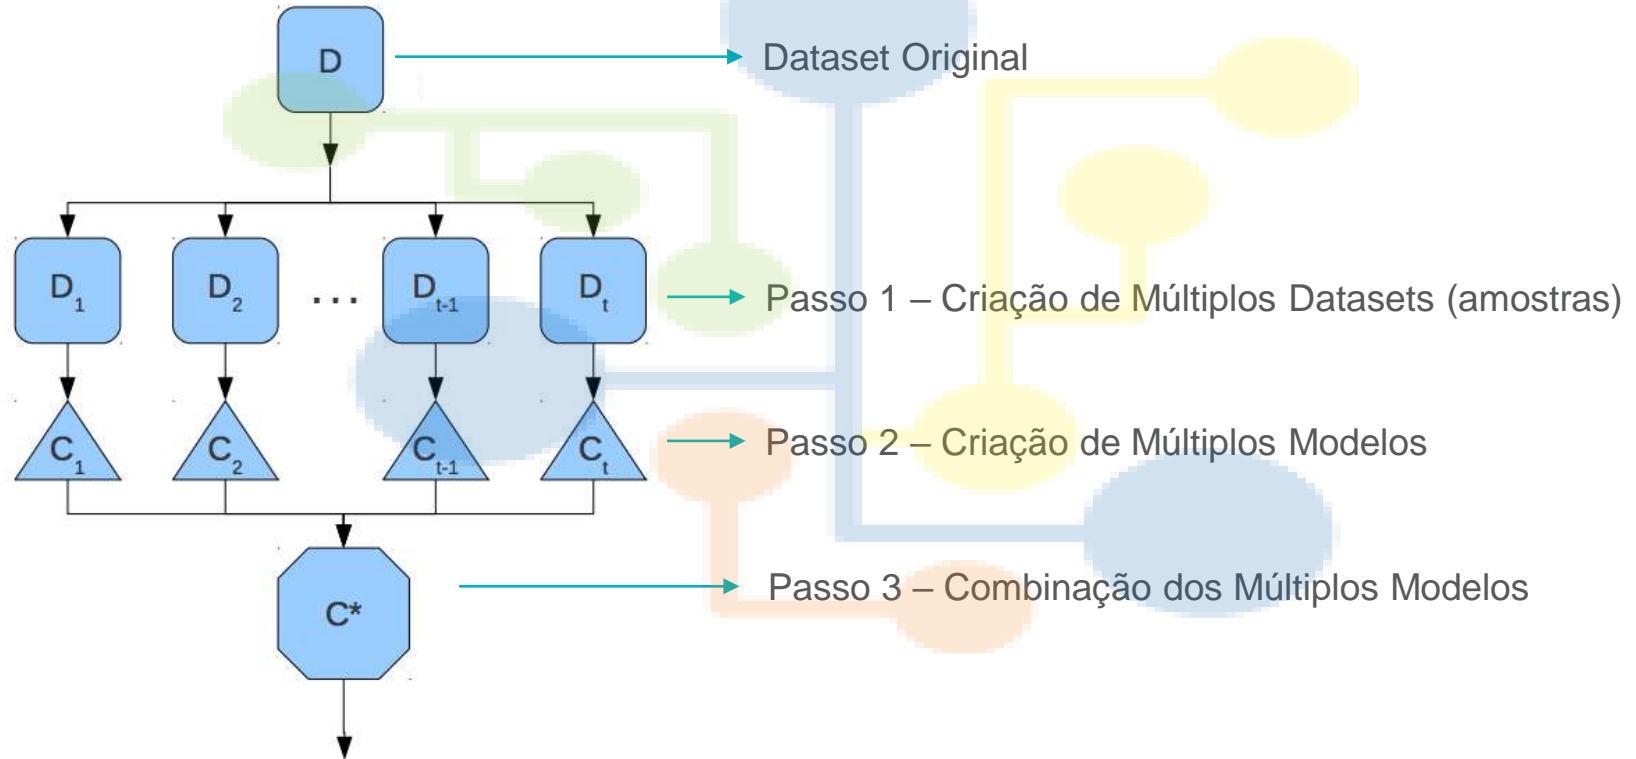 D
Dataset Original
D1 D2 ... Dt-1 Dt
Passo 1 – Criação de Múltiplos Datasets (amostras)
C1 C2 Ct-1 Ct
Passo 2 – Criação de Múltiplos Modelos
C*
Passo 3 – Combinação dos Múltiplos Modelos